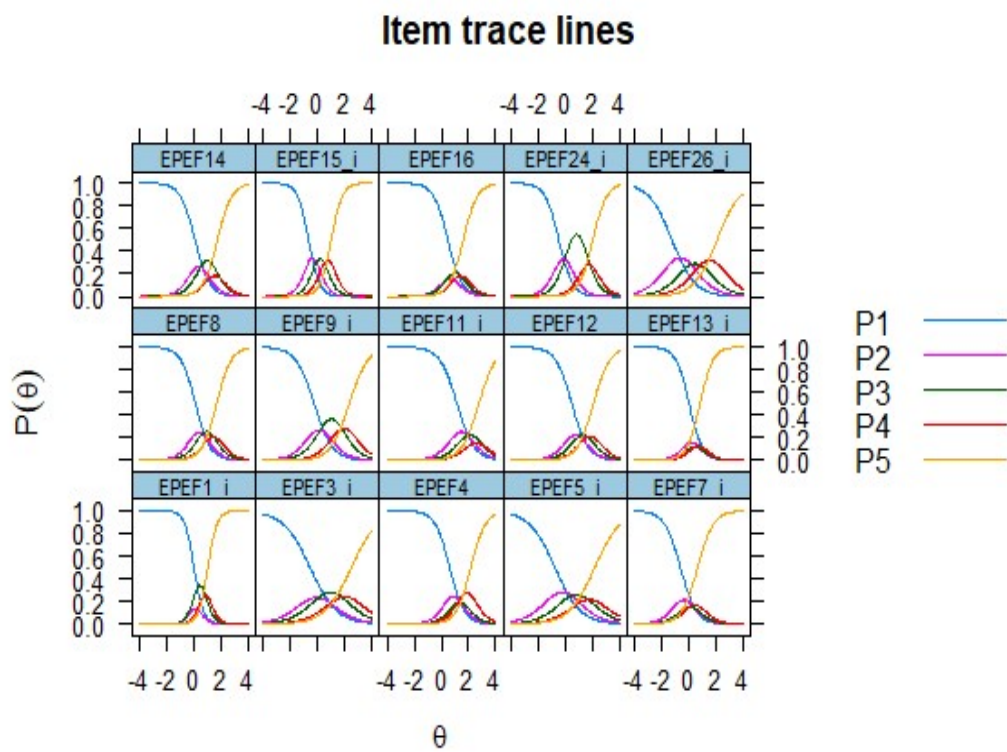 Item trace lines
-4 -2 0 2 4 -4 -2 0 2 4
EPEF14 EPEF15_i EPEF16 EPEF24_i EPEF26_i
1.0
0.8
0.6
0.4
0.2
0.0
EPEF8 EPEF9_i EPEF11_i EPEF12 EPEF13_i
1.0
0.8
0.6
0.4
0.2
0.0
EPEF1_i EPEF3_i EPEF4 EPEF5_i EPEF7_i
1.0
0.8
0.6
0.4
0.2
0.0
-4 -2 0 2 4 -4 -2 0 2 4 -4 -2 0 2 4
P(θ)
θ
P1
P2
P3
P4
P5